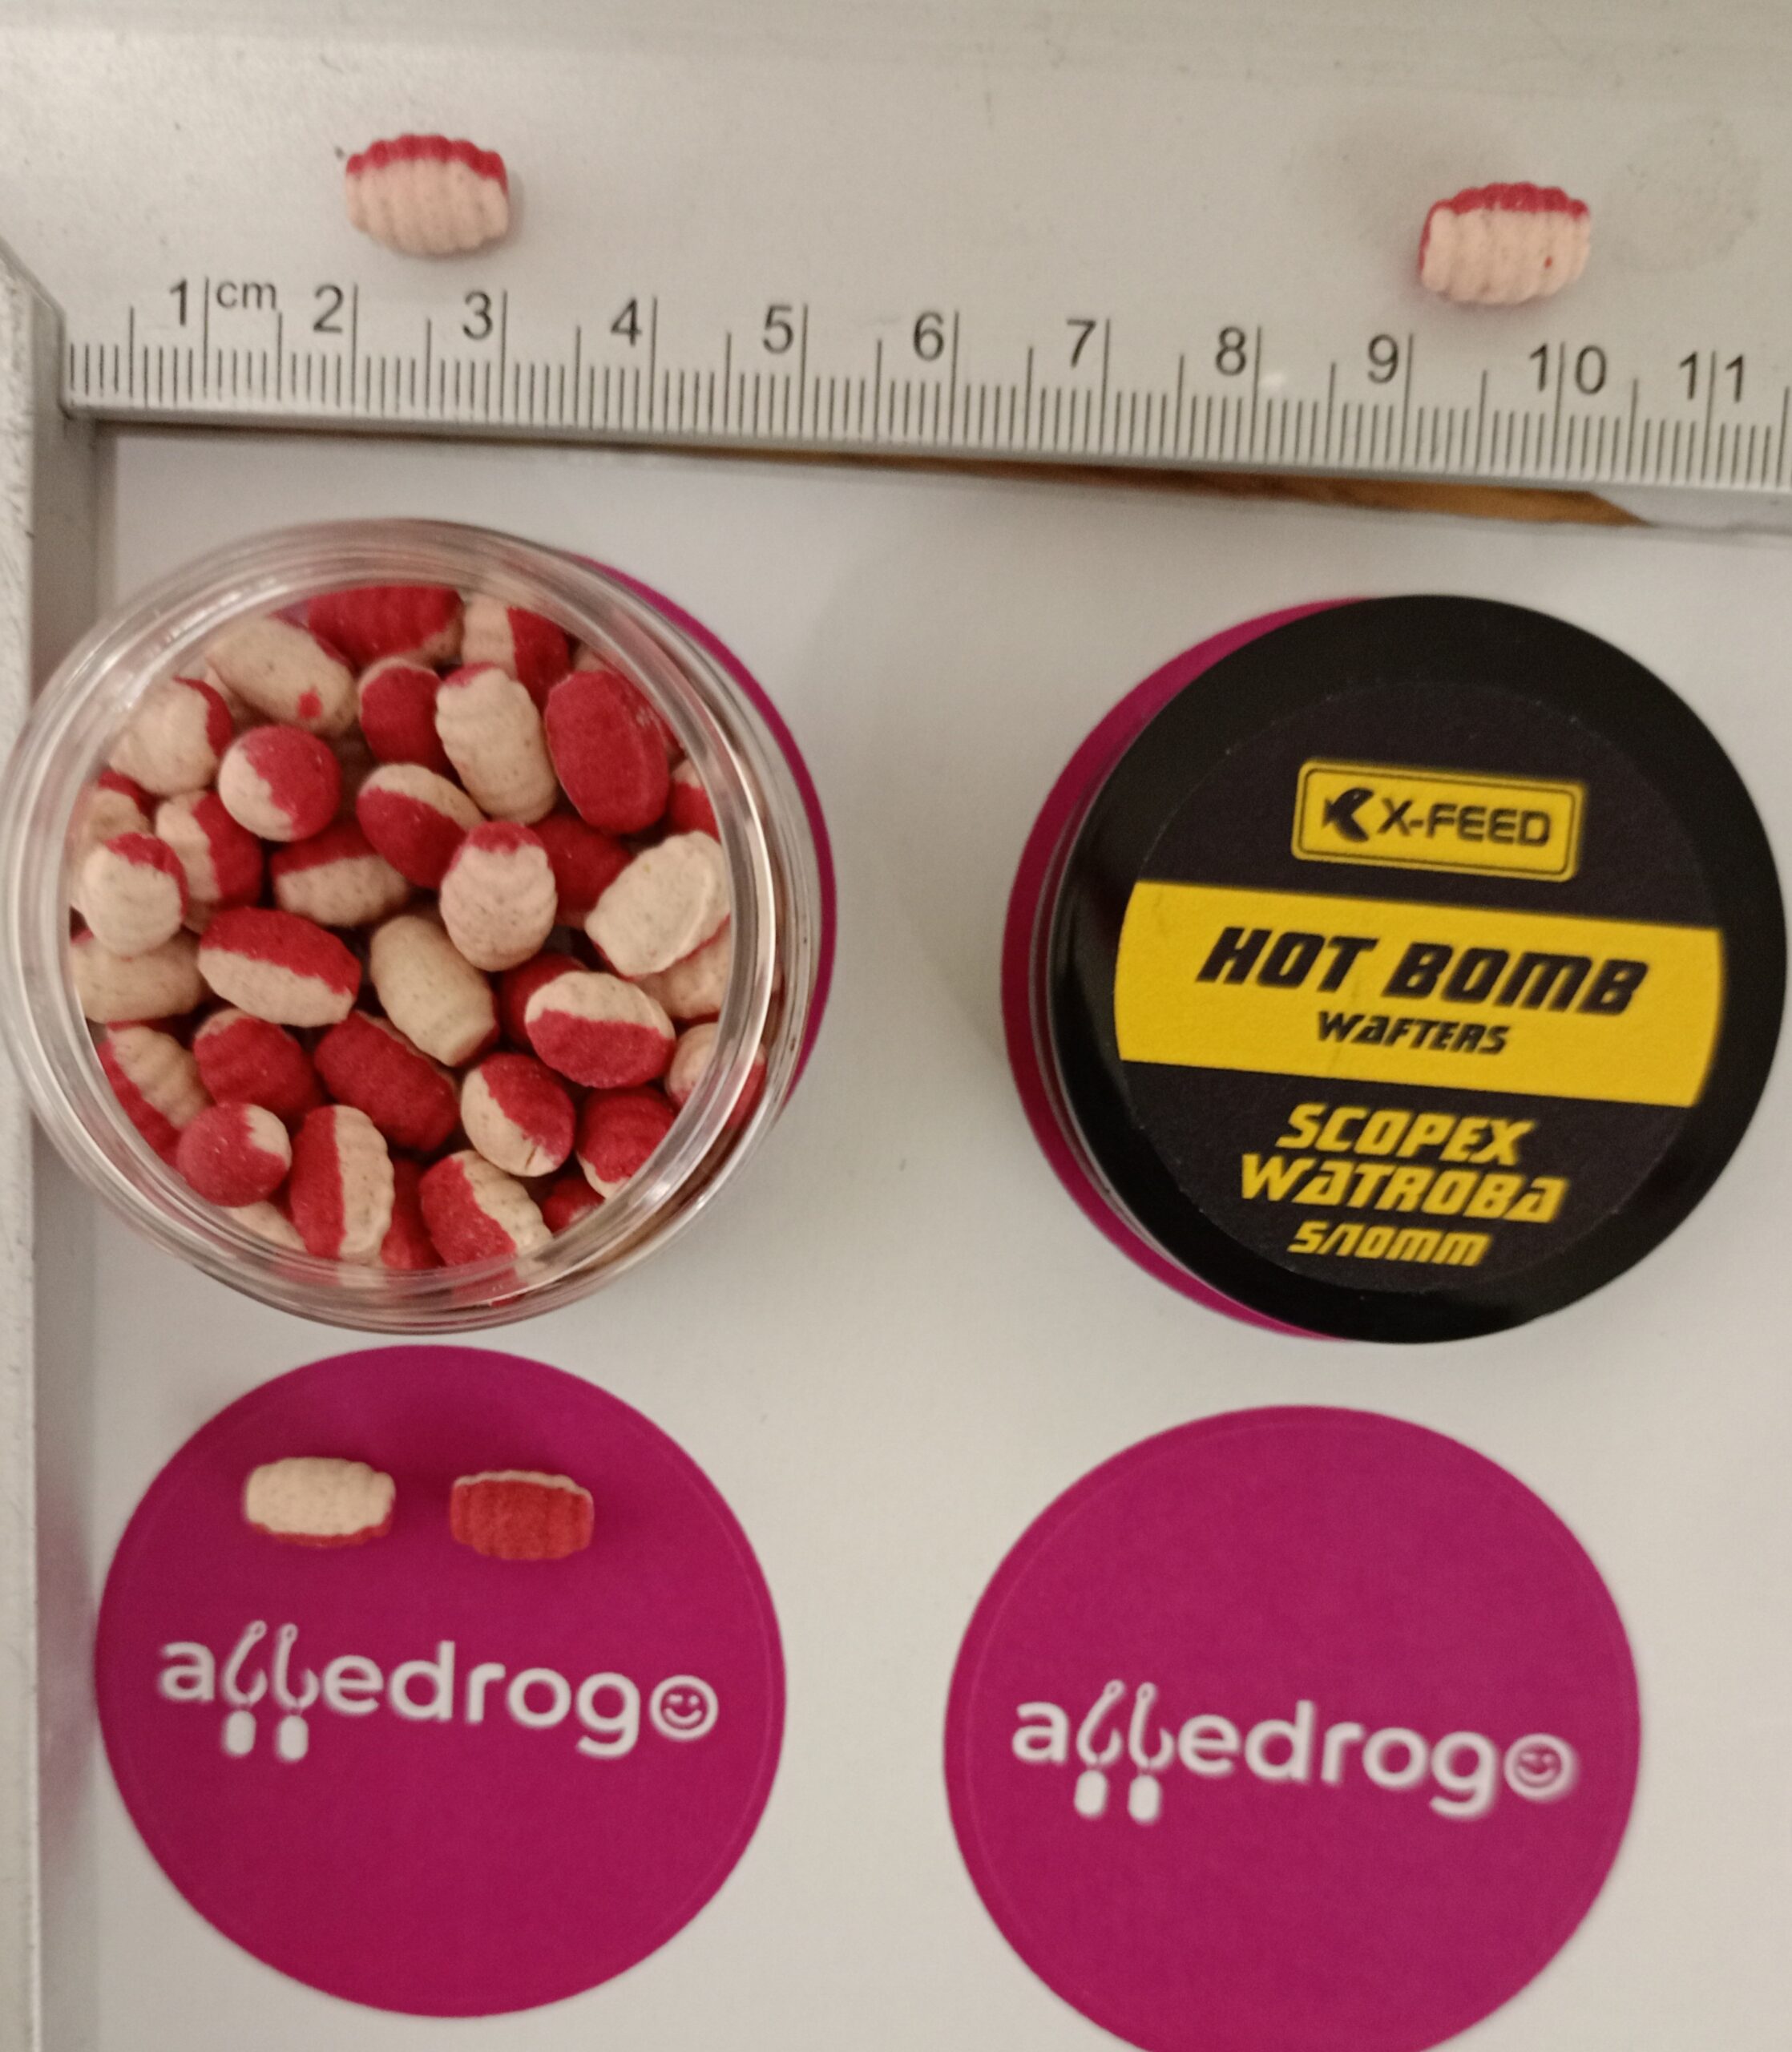 1 cm 2 3 4 5 6 7 8 9 10 11
X-FEED
HOT BOMB
WAFTERS
SCOPEX
WATROBA
5/10MM
alledrogo
alledrogo